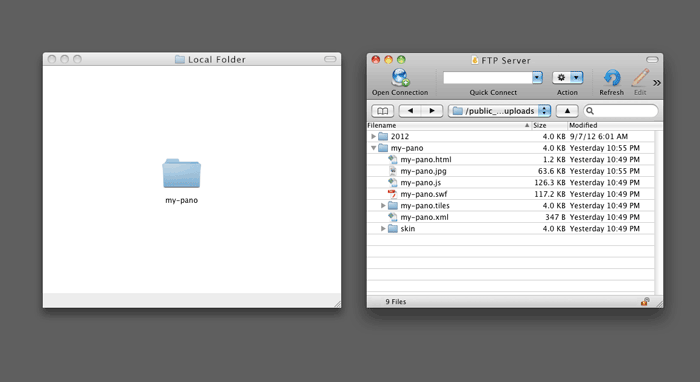 Local Folder
my-pano
FTP Server
Open Connection
Quick Connect
Action
Refresh
Edit
/public_...uploads
Filename Size Modified
2012 4.0 KB 9/7/12 6:01 AM
my-pano 4.0 KB Yesterday 10:55 PM
my-pano.html 1.2 KB Yesterday 10:49 PM
my-pano.jpg 63.6 KB Yesterday 10:55 PM
my-pano.js 126.3 KB Yesterday 10:49 PM
my-pano.swf 117.2 KB Yesterday 10:49 PM
my-pano.tiles 4.0 KB Yesterday 10:49 PM
my-pano.xml 347 B Yesterday 10:49 PM
skin 4.0 KB Yesterday 10:49 PM
9 Files